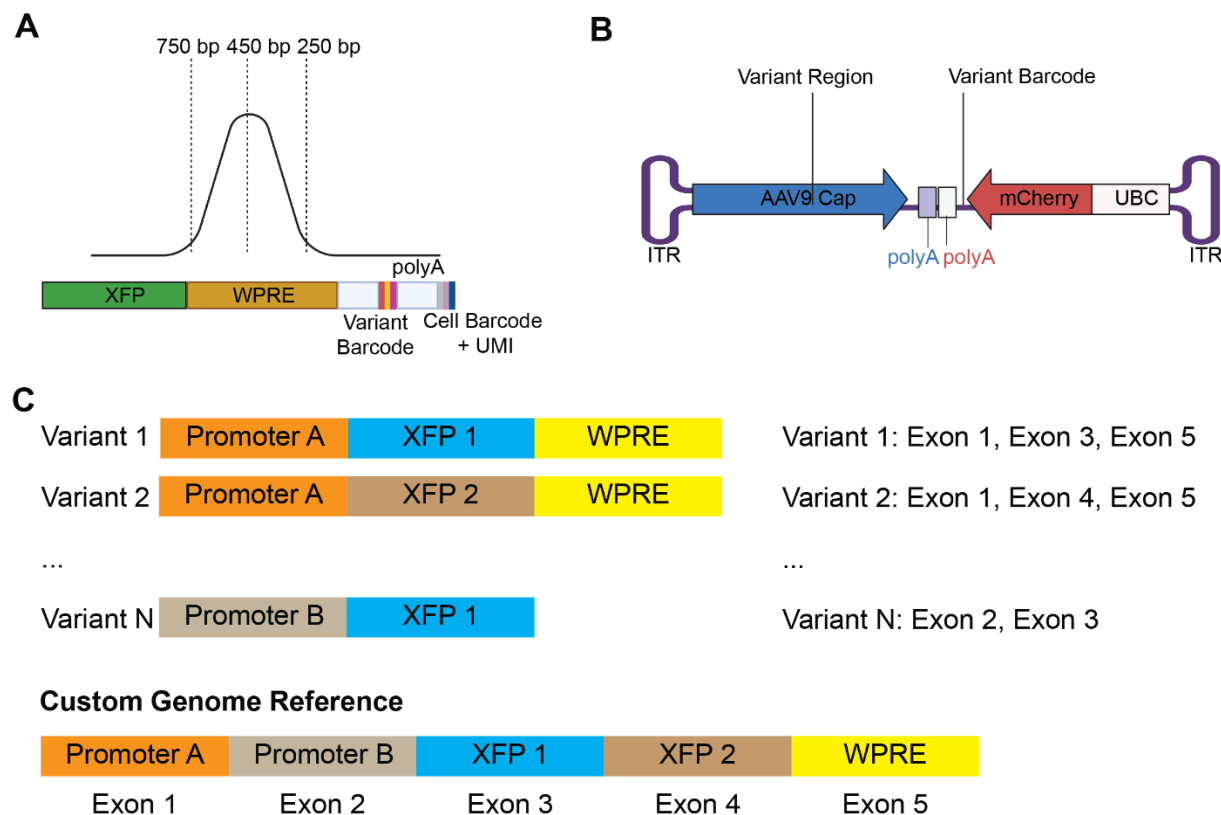 A
750 bp 450 bp 250 bp
polyA
XFP WPRE
Variant
Barcode
Cell Barcode
+ UMI
B
Variant Region
Variant Barcode
AAV9 Cap
mCherry
UBC
ITR
polyA polyA
ITR
C
Variant 1 Promoter A XFP 1 WPRE Variant 1: Exon 1, Exon 3, Exon 5
Variant 2 Promoter A XFP 2 WPRE Variant 2: Exon 1, Exon 4, Exon 5
... ...
Variant N Promoter B XFP 1 Variant N: Exon 2, Exon 3
Custom Genome Reference
Promoter A Promoter B XFP 1 XFP 2 WPRE
Exon 1 Exon 2 Exon 3 Exon 4 Exon 5